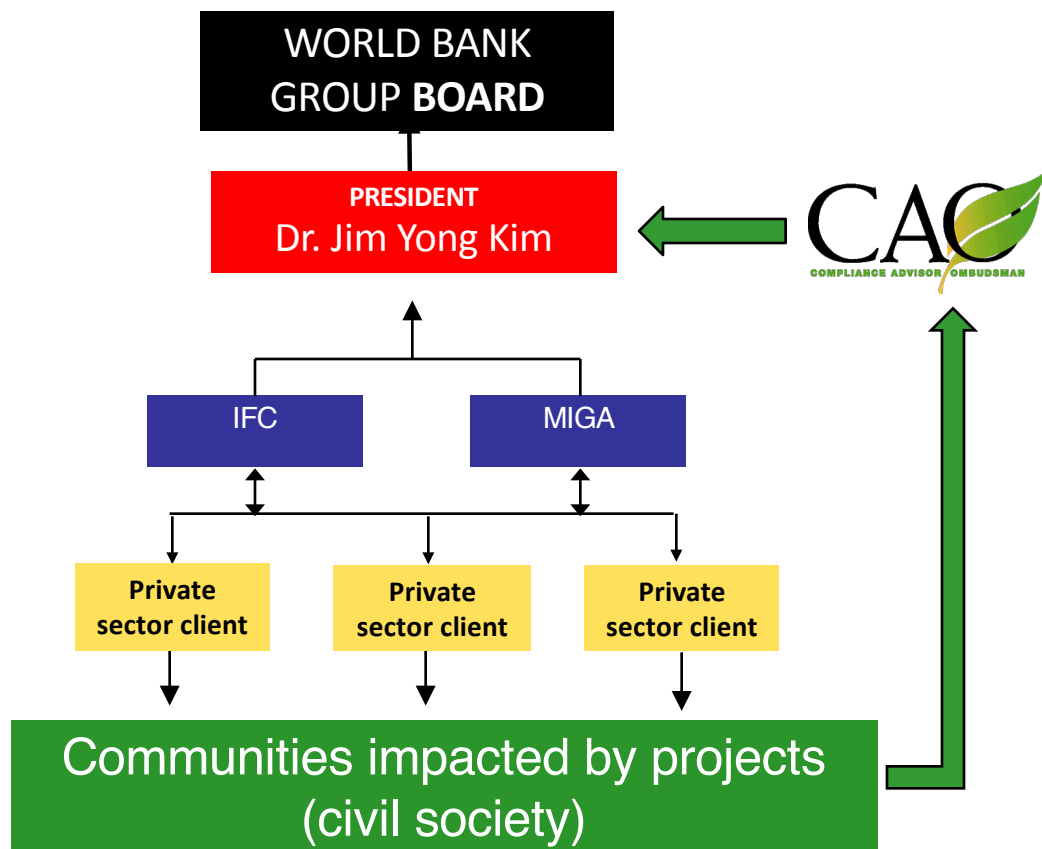 WORLD BANK
GROUP BOARD
PRESIDENT
Dr. Jim Yong Kim
CAO
COMPLIANCE ADVISOR OMBUDSMAN
IFC
MIGA
Private
sector client
Private
sector client
Private
sector client
Communities impacted by projects
(civil society)